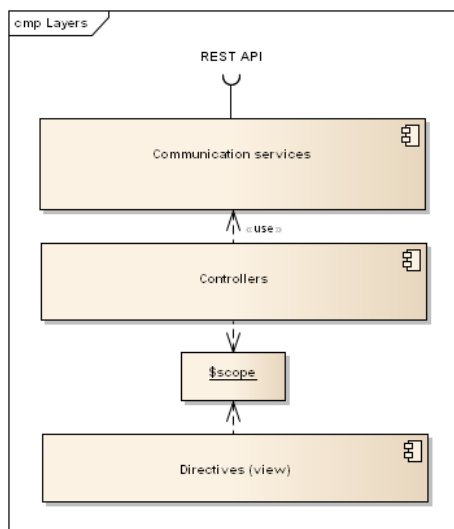 cmp Layers
REST API
Communication services
«use»
Controllers
$scope
Directives (view)